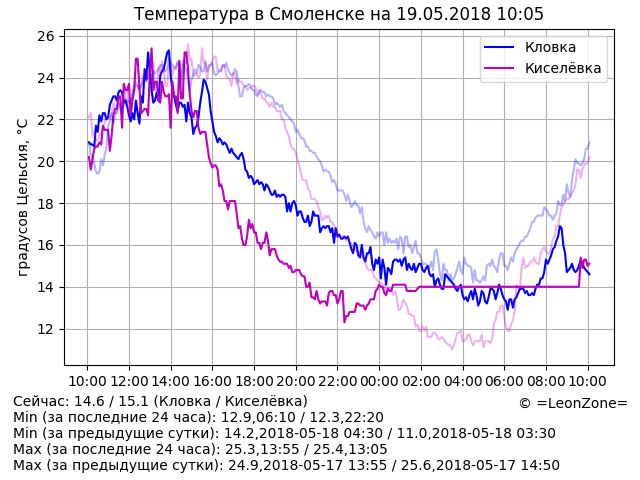 Температура в Смоленске на 19.05.2018 10:05
Кловка
Киселёвка
градусов Цельсия, °C
26
24
22
20
18
16
14
12
10:00 12:00 14:00 16:00 18:00 20:00 22:00 00:00 02:00 04:00 06:00 08:00 10:00
Сейчас: 14.6 / 15.1 (Кловка / Киселёвка)
© =LeonZone=
Min (за последние 24 часа): 12.9,06:10 / 12.3,22:20
Min (за предыдущие сутки): 14.2,2018-05-18 04:30 / 11.0,2018-05-18 03:30
Max (за последние 24 часа): 25.3,13:55 / 25.4,13:05
Max (за предыдущие сутки): 24.9,2018-05-17 13:55 / 25.6,2018-05-17 14:50